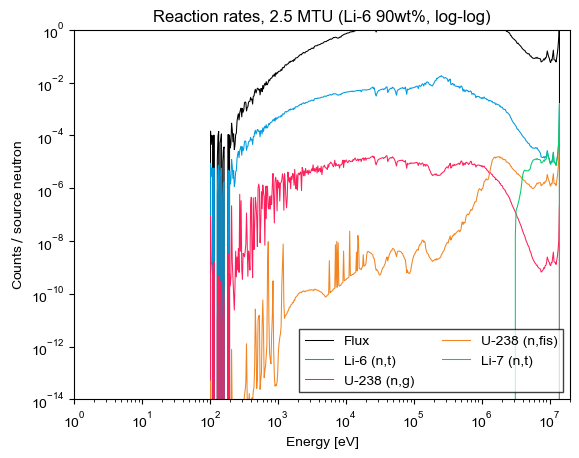 Reaction rates, 2.5 MTU (Li-6 90wt%, log-log)
Counts / source neutron
10^0
10^-2
10^-4
10^-6
10^-8
10^-10
10^-12
10^-14
Flux
Li-6 (n,t)
U-238 (n,g)
U-238 (n,fis)
Li-7 (n,t)
10^0 10^1 10^2 10^3 10^4 10^5 10^6 10^7
Energy [eV]